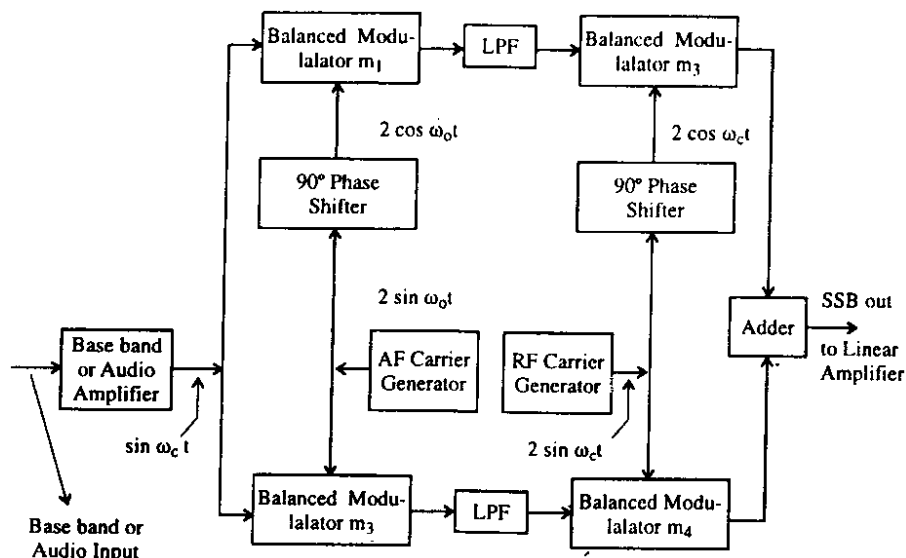 Balanced Modu-
lalator m₁
LPF
Balanced Modu-
lalator m₃
2 cos ωₒt
2 cos ω꜀t
90° Phase
Shifter
90° Phase
Shifter
2 sin ωₒt
SSB out
to Linear
Amplifier
Adder
Base band
or Audio
Amplifier
AF Carrier
Generator
RF Carrier
Generator
sin ω꜀ t
2 sin ω꜀t
Balanced Modu-
lalator m₃
LPF
Balanced Modu-
lalator m₄
Base band or
Audio Input